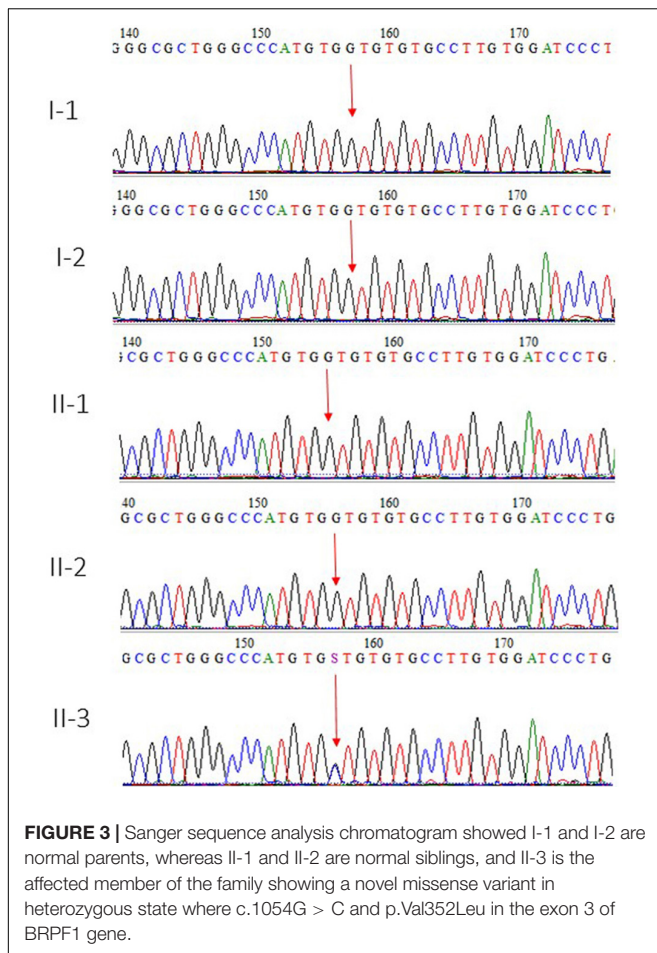 140 150 160 170
GGGCGCTGGGCCCATGTGGTGTGTGCCTTGTGGATCCCT
I-1
140 150 160 170
GGGCGCTGGGCCCATGTGGTGTGTGCCTTGTGGATCCCT
I-2
140 150 160 170
GCGCTGGGCCCATGTGGTGTGTGCCTTGTGGATCCCTG
II-1
40 150 160 170
GCGCTGGGCCCATGTGGTGTGTGCCTTGTGGATCCCTG
II-2
150 160 170
GCGCTGGGCCCATGTGSTGTGTGCCTTGTGGATCCCTG
II-3
FIGURE 3 | Sanger sequence analysis chromatogram showed I-1 and I-2 are
normal parents, whereas II-1 and II-2 are normal siblings, and II-3 is the
affected member of the family showing a novel missense variant in
heterozygous state where c.1054G > C and p.Val352Leu in the exon 3 of
BRPF1 gene.